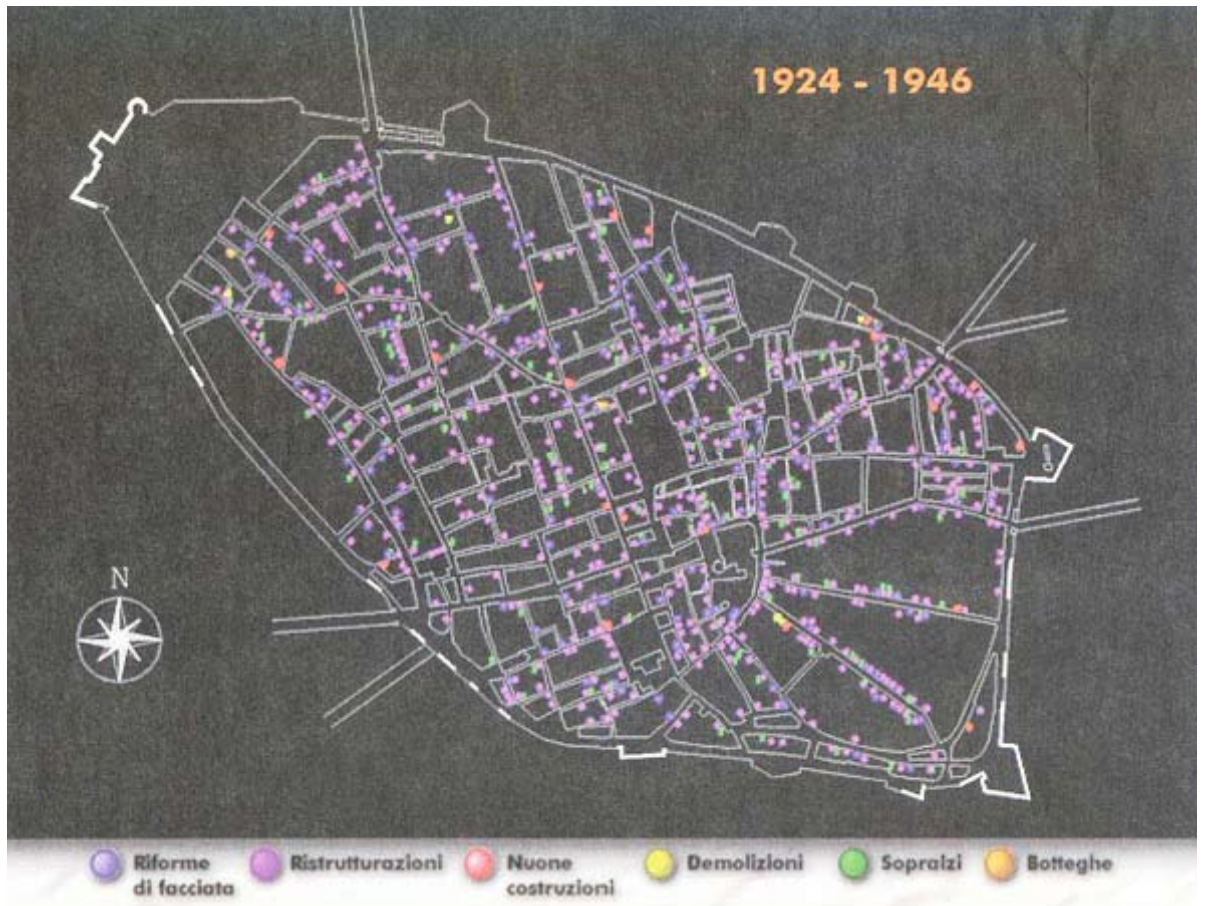 1924 - 1946
N
Riforme
di facciata
Ristrutturazioni
Nuone
costruzioni
Demolizioni
Sopralzi
Botteghe